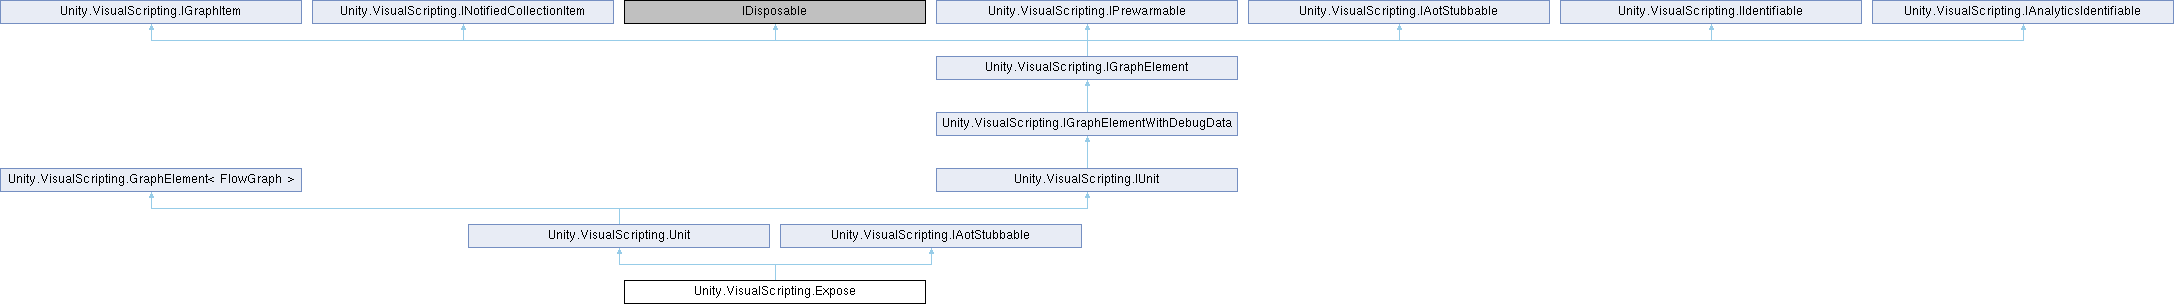 Unity.VisualScripting.IGraphItem
Unity.VisualScripting.INotifiedCollectionItem
IDisposable
Unity.VisualScripting.IPrewarmable
Unity.VisualScripting.IAotStubbable
Unity.VisualScripting.IIdentifiable
Unity.VisualScripting.IAnalyticsIdentifiable
Unity.VisualScripting.IGraphElement
Unity.VisualScripting.IGraphElementWithDebugData
Unity.VisualScripting.GraphElement< FlowGraph >
Unity.VisualScripting.IUnit
Unity.VisualScripting.Unit
Unity.VisualScripting.IAotStubbable
Unity.VisualScripting.Expose